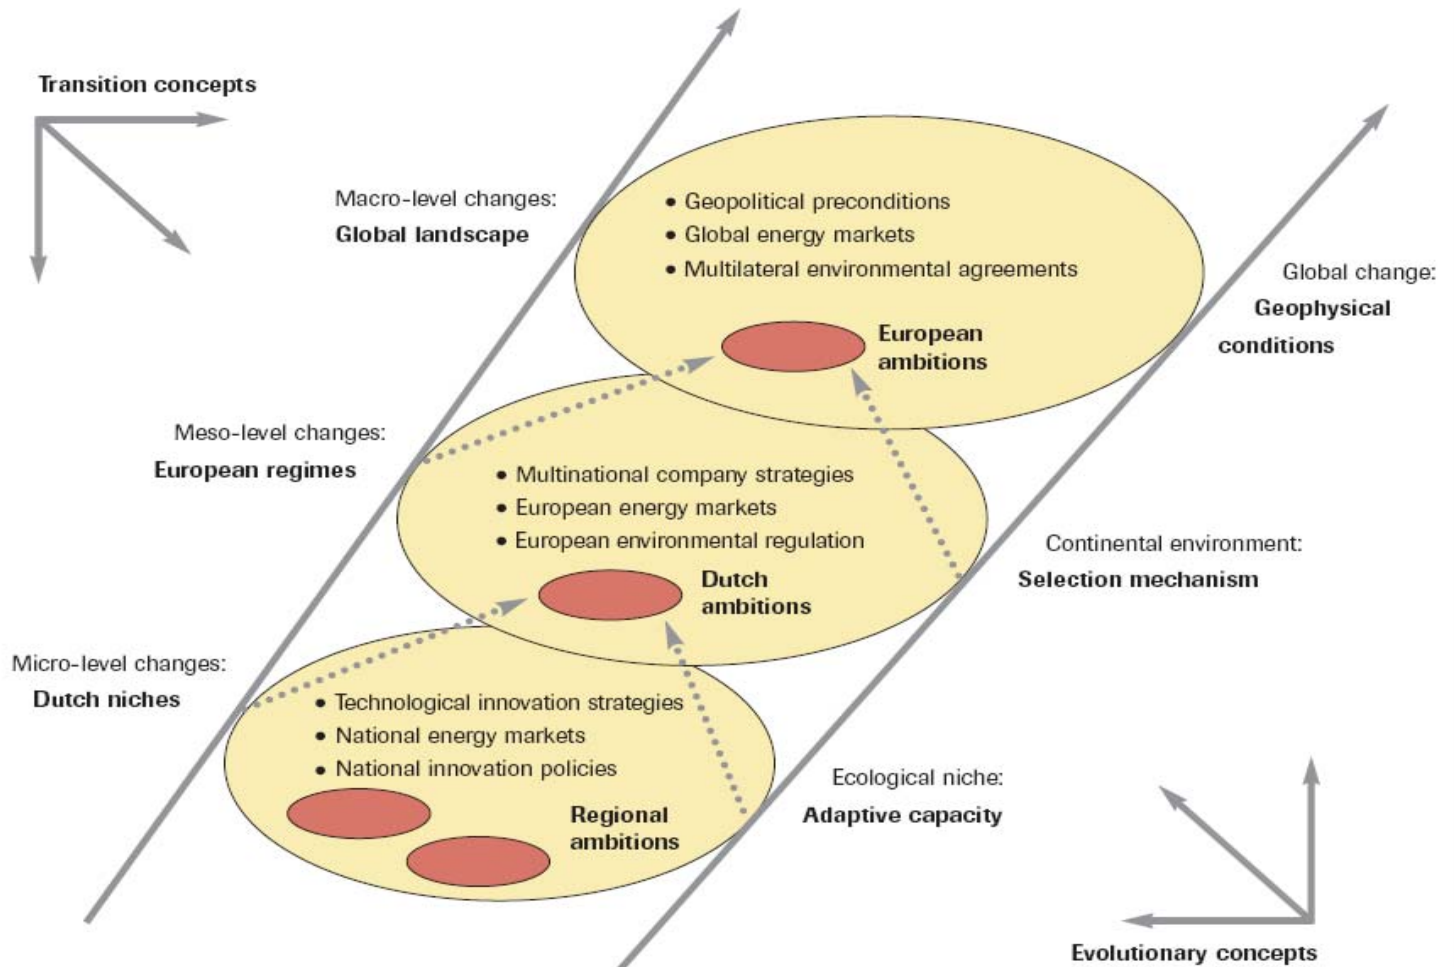 Transition concepts
Macro-level changes:
Global landscape
• Geopolitical preconditions
• Global energy markets
• Multilateral environmental agreements
European
ambitions
Global change:
Geophysical
conditions
Meso-level changes:
European regimes
• Multinational company strategies
• European energy markets
• European environmental regulation
Dutch
ambitions
Continental environment:
Selection mechanism
Micro-level changes:
Dutch niches
• Technological innovation strategies
• National energy markets
• National innovation policies
Regional
ambitions
Ecological niche:
Adaptive capacity
Evolutionary concepts